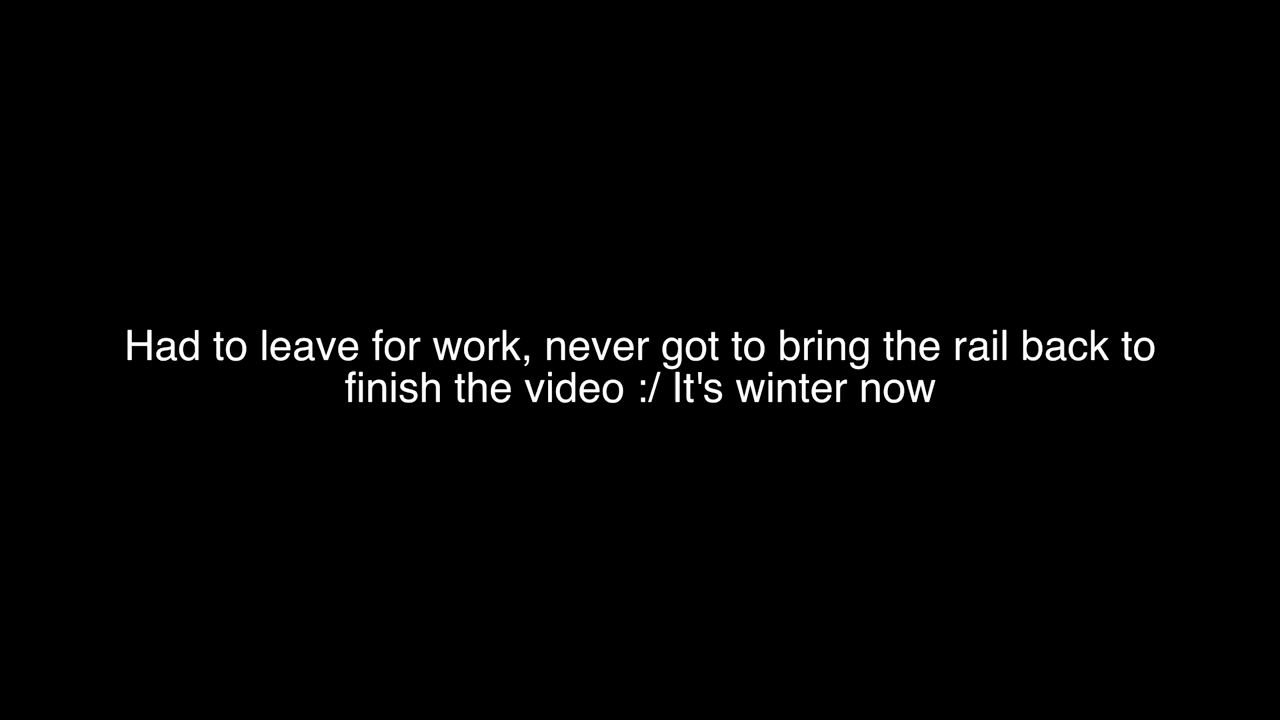 Had to leave for work, never got to bring the rail back to
finish the video :/ It's winter now